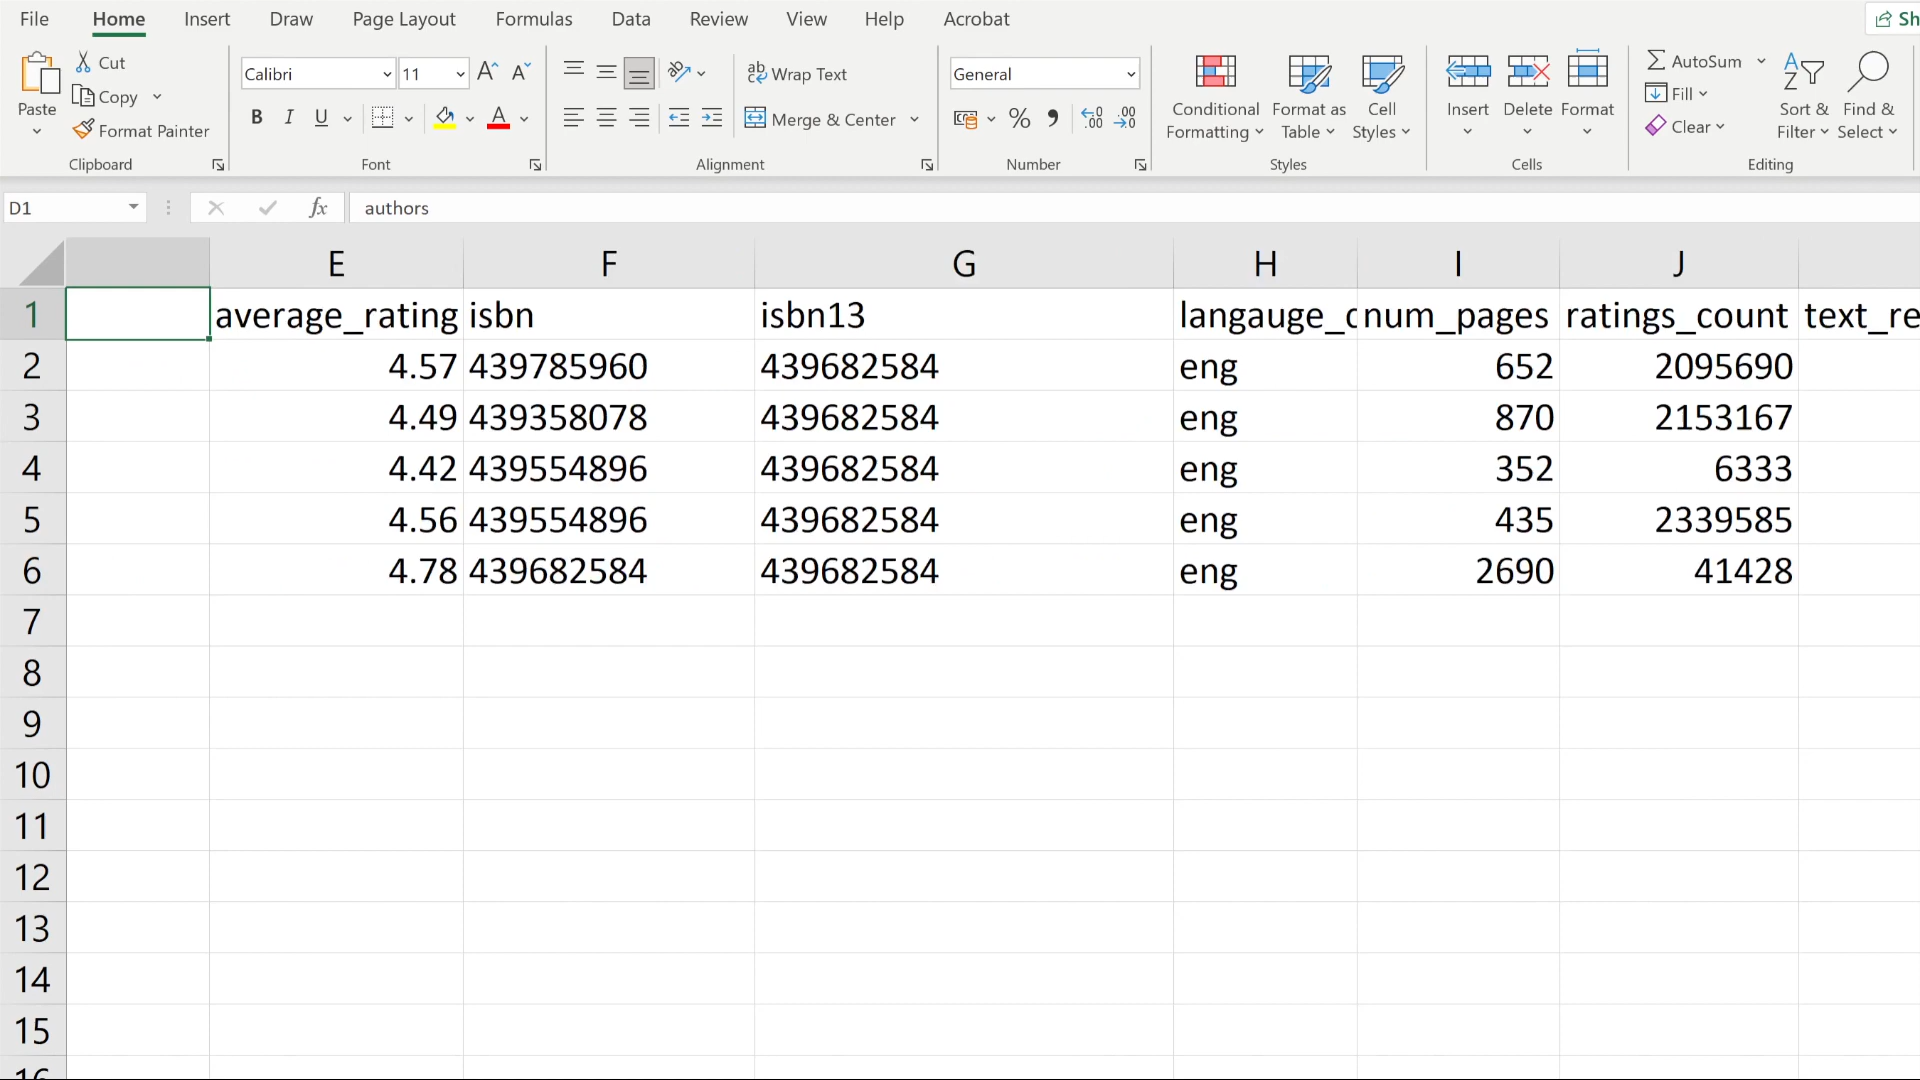 File Home Insert Draw Page Layout Formulas Data Review View Help Acrobat
Paste Cut Copy Format Painter
Calibri 11
B I U
Wrap Text
Merge & Center
General
Conditional Formatting Format as Table Cell Styles
Insert Delete Format
AutoSum Fill Clear
Sort & Filter Find & Select
Clipboard Font Alignment Number Styles Cells Editing
D1 fx authors
E F G H I J
1 average_rating isbn isbn13 langauge_c num_pages ratings_count text_re
2 4.57 439785960 439682584 eng 652 2095690
3 4.49 439358078 439682584 eng 870 2153167
4 4.42 439554896 439682584 eng 352 6333
5 4.56 439554896 439682584 eng 435 2339585
6 4.78 439682584 439682584 eng 2690 41428
7
8
9
10
11
12
13
14
15